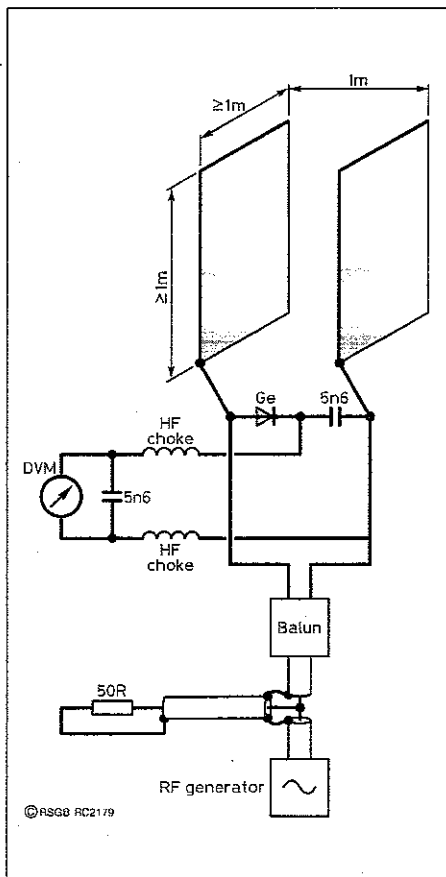 1m
≥1m
≥1m
Ge
5n6
HF
choke
DVM
5n6
HF
choke
Balun
50R
RF generator
©RSGB RC2179